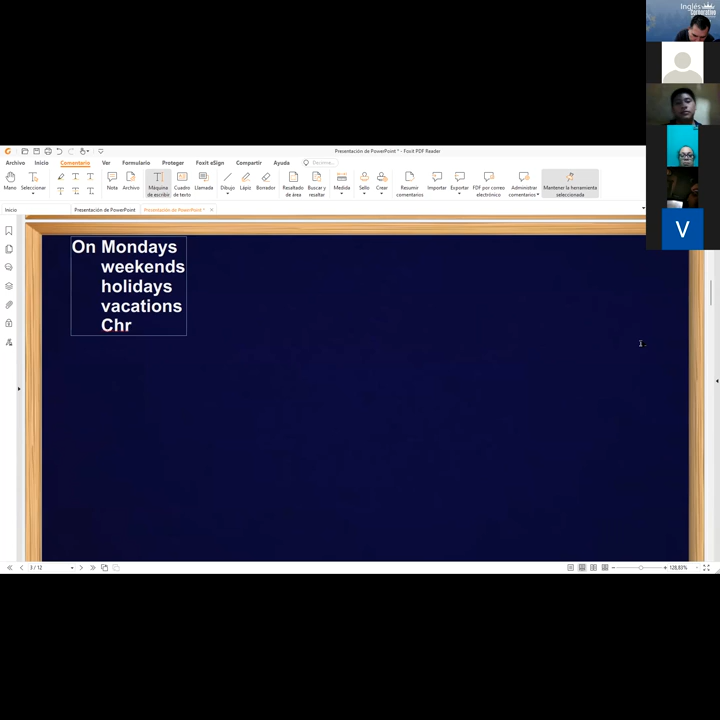 Inglés
corporativo
Presentación de PowerPoint * - Foxit PDF Reader
Archivo Inicio Comentario Ver Formulario Proteger Foxit eSign Compartir Ayuda
Mano Seleccionar Nota Archivo Máquina de escribir Cuadro de texto Llamada Dibujo Lápiz Borrador Resaltado de área Buscar y resaltar Medida Sello Crear Resumir comentarios Importar Exportar PDF por correo electrónico Administrar comentarios Mantener la herramienta seleccionada
Inicio Presentación de PowerPoint Presentación de PowerPoint *
V
On Mondays
weekends
holidays
vacations
Chr
3 / 12 128,83%